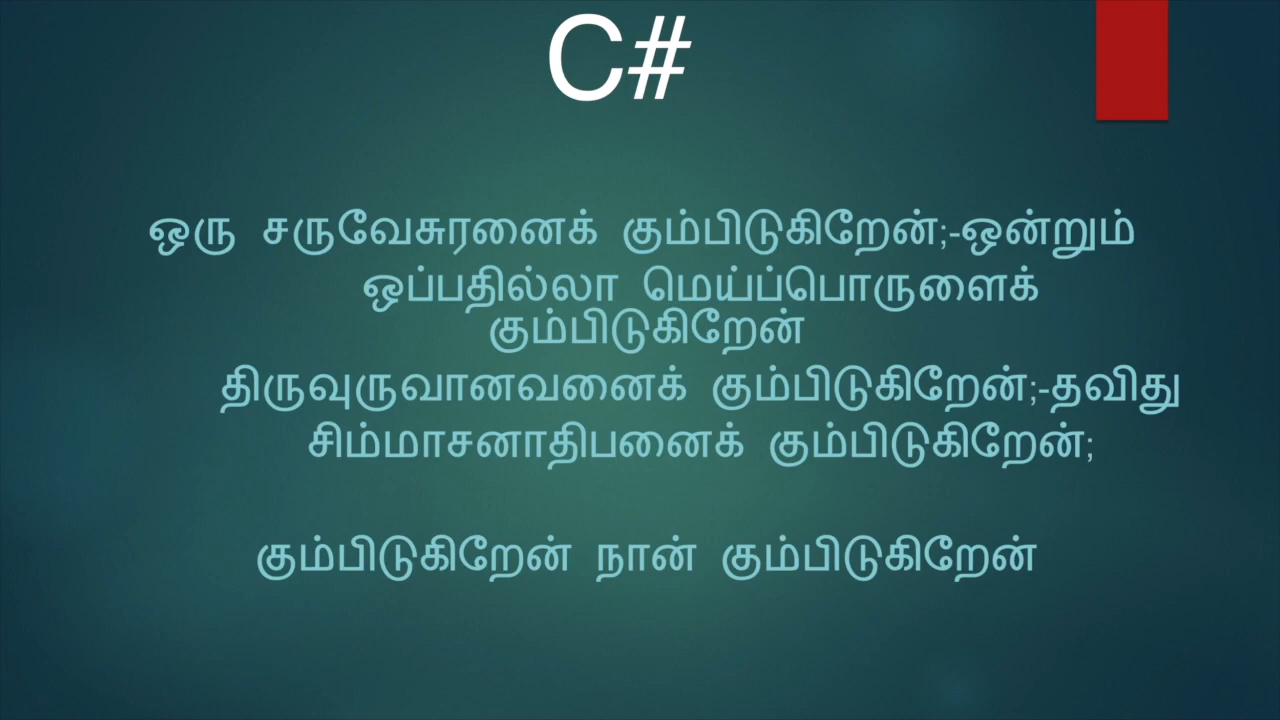 C#
ஒரு சருவேசுரனைக் கும்பிடுகிறேன்;-ஒன்றும்
ஒப்பதில்லா மெய்ப்பொருளைக்
கும்பிடுகிறேன்
திருவுருவானவனைக் கும்பிடுகிறேன்;-தவிது
சிம்மாசனாதிபனைக் கும்பிடுகிறேன்;
கும்பிடுகிறேன் நான் கும்பிடுகிறேன்